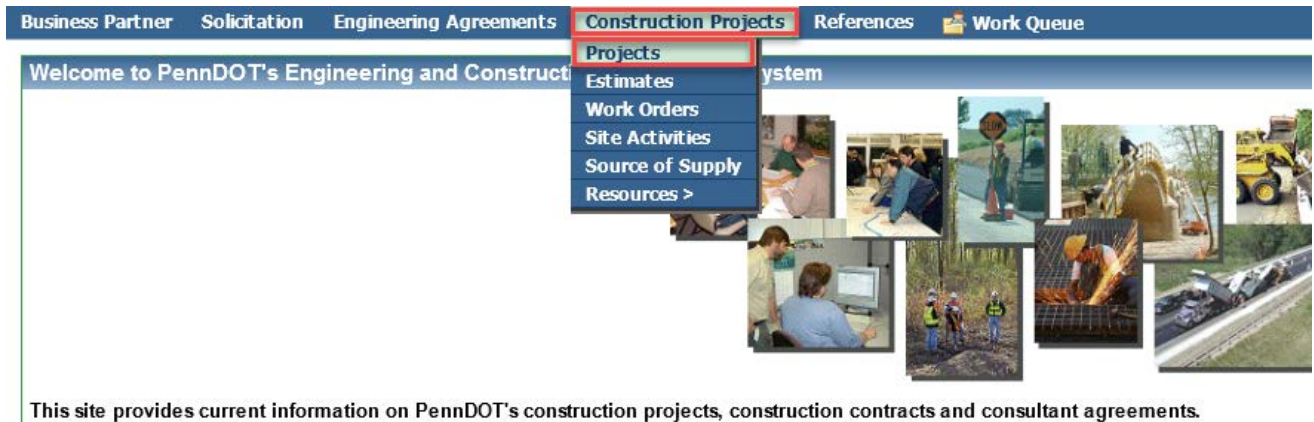 Business Partner Solicitation Engineering Agreements Construction Projects References Work Queue
Projects
Welcome to PennDOT's Engineering and Constructi ystem
Estimates
Work Orders
Site Activities
Source of Supply
Resources >
SLOW
This site provides current information on PennDOT's construction projects, construction contracts and consultant agreements.